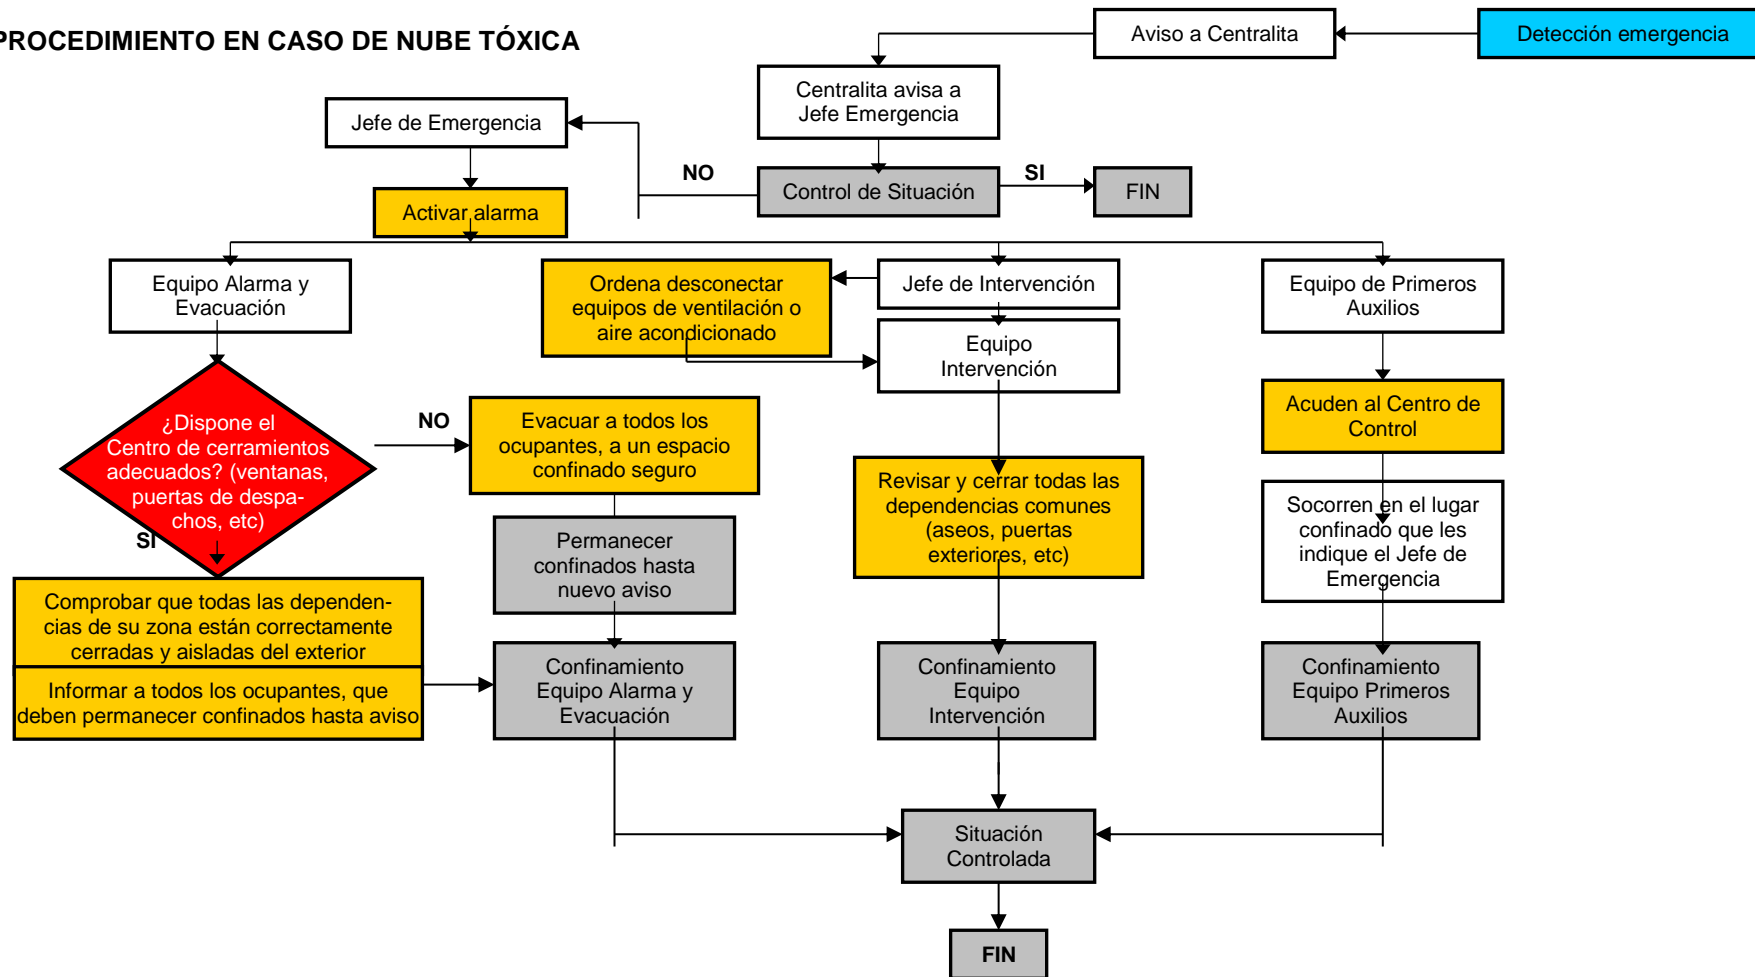 PROCEDIMIENTO EN CASO DE NUBE TÓXICA
Aviso a Centralita
Detección emergencia
Centralita avisa a
Jefe Emergencia
Jefe de Emergencia
NO
Control de Situación
SI
FIN
Activar alarma
Equipo Alarma y
Evacuación
Ordena desconectar
equipos de ventilación o
aire acondicionado
Jefe de Intervención
Equipo de Primeros
Auxilios
Equipo
Intervención
¿Dispone el
Centro de cerramientos
adecuados? (ventanas,
puertas de despa-
chos, etc)
NO
SI
Evacuar a todos los
ocupantes, a un espacio
confinado seguro
Acuden al Centro de
Control
Revisar y cerrar todas las
dependencias comunes
(aseos, puertas
exteriores, etc)
Socorren en el lugar
confinado que les
indique el Jefe de
Emergencia
Permanecer
confinados hasta
nuevo aviso
Comprobar que todas las dependen-
cias de su zona están correctamente
cerradas y aisladas del exterior
Informar a todos los ocupantes, que
deben permanecer confinados hasta aviso
Confinamiento
Equipo Alarma y
Evacuación
Confinamiento
Equipo
Intervención
Confinamiento
Equipo Primeros
Auxilios
Situación
Controlada
FIN